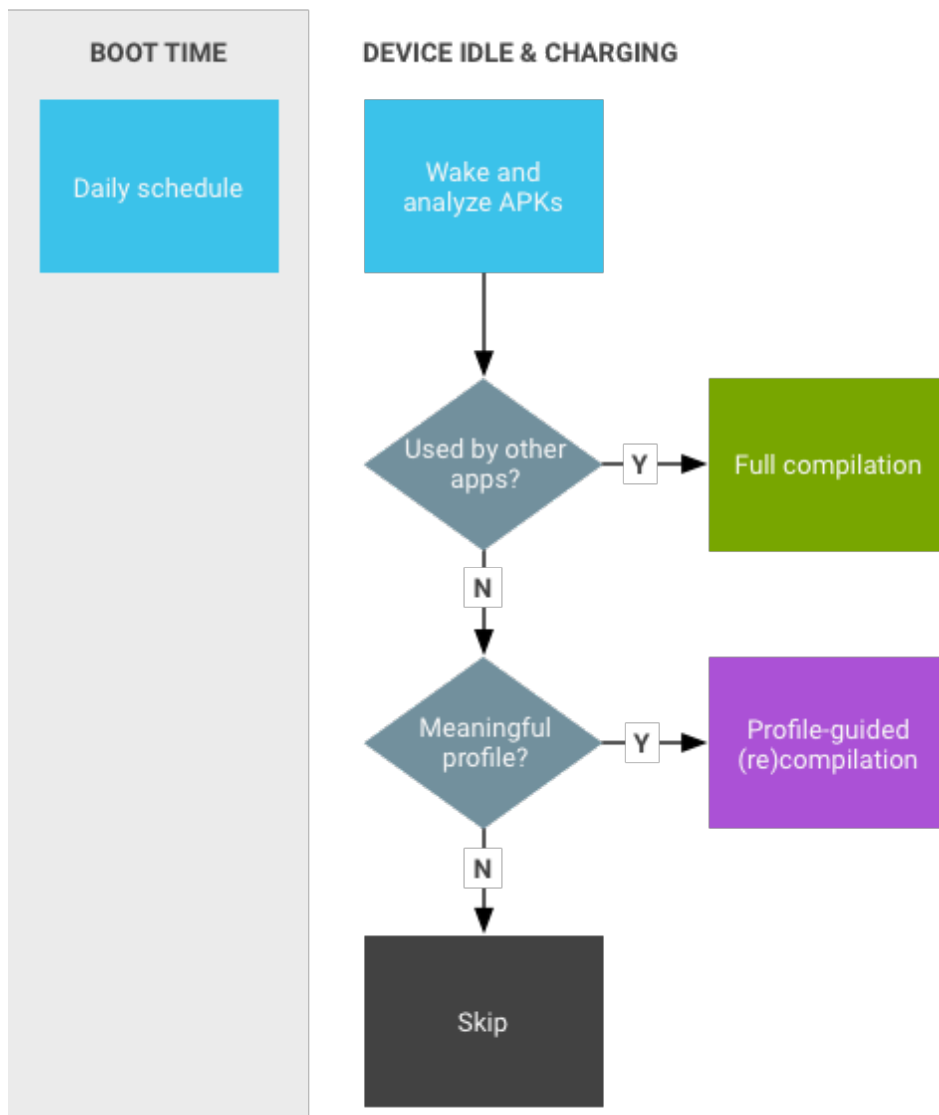 BOOT TIME
DEVICE IDLE & CHARGING
Daily schedule
Wake and
analyze APKs
Used by other
apps?
Y
Full compilation
N
Meaningful
profile?
Y
Profile-guided
(re)compilation
N
Skip